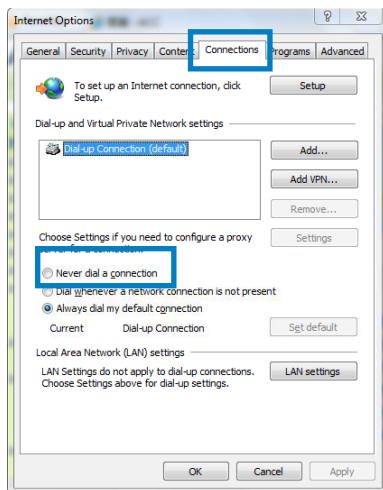 Internet Options
General Security Privacy Content Connections Programs Advanced
To set up an Internet connection, click
Setup.
Setup
Dial-up and Virtual Private Network settings
Dial-up Connection (default)
Add...
Add VPN...
Remove...
Choose Settings if you need to configure a proxy
server for a connection.
Settings
Never dial a connection
Dial whenever a network connection is not present
Always dial my default connection
Current Dial-up Connection Set default
Local Area Network (LAN) settings
LAN Settings do not apply to dial-up connections.
Choose Settings above for dial-up settings.
LAN settings
OK Cancel Apply